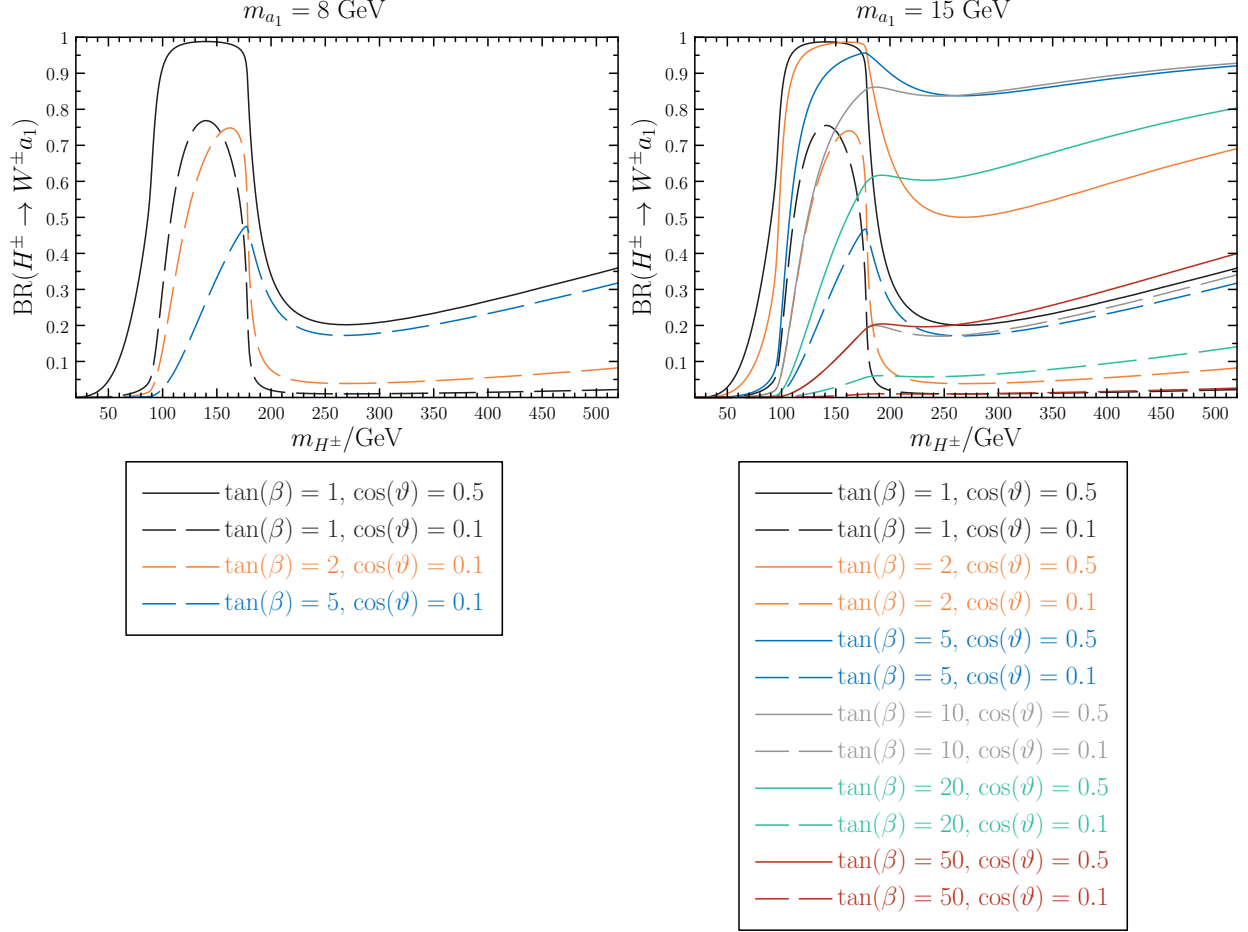 m_{a_1} = 8 GeV
BR(H^± → W^± a_1)
1
0.9
0.8
0.7
0.6
0.5
0.4
0.3
0.2
0.1
50 100 150 200 250 300 350 400 450 500
m_{H^±}/GeV
tan(β) = 1, cos(ϑ) = 0.5
tan(β) = 1, cos(ϑ) = 0.1
tan(β) = 2, cos(ϑ) = 0.1
tan(β) = 5, cos(ϑ) = 0.1
m_{a_1} = 15 GeV
BR(H^± → W^± a_1)
1
0.9
0.8
0.7
0.6
0.5
0.4
0.3
0.2
0.1
50 100 150 200 250 300 350 400 450 500
m_{H^±}/GeV
tan(β) = 1, cos(ϑ) = 0.5
tan(β) = 1, cos(ϑ) = 0.1
tan(β) = 2, cos(ϑ) = 0.5
tan(β) = 2, cos(ϑ) = 0.1
tan(β) = 5, cos(ϑ) = 0.5
tan(β) = 5, cos(ϑ) = 0.1
tan(β) = 10, cos(ϑ) = 0.5
tan(β) = 10, cos(ϑ) = 0.1
tan(β) = 20, cos(ϑ) = 0.5
tan(β) = 20, cos(ϑ) = 0.1
tan(β) = 50, cos(ϑ) = 0.5
tan(β) = 50, cos(ϑ) = 0.1